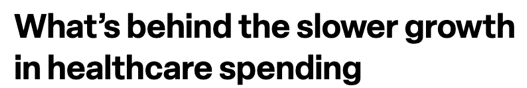 What’s behind the slower growth
in healthcare spending